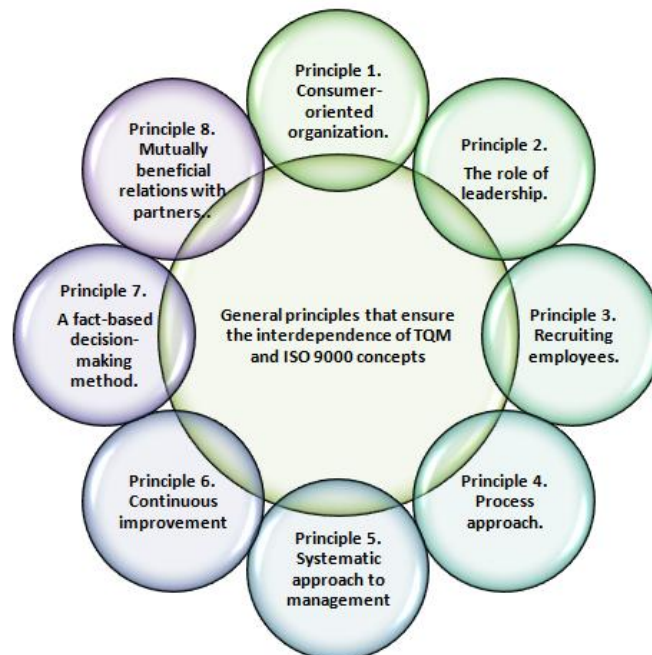 Principle 1.
Consumer-
oriented
organization.
Principle 2.
The role of
leadership.
Principle 3.
Recruiting
employees.
Principle 4.
Process
approach.
Principle 5.
Systematic
approach to
management
Principle 6.
Continuous
improvement
Principle 7.
A fact-based
decision-
making
method.
Principle 8.
Mutually
beneficial
relations with
partners..
General principles that ensure
the interdependence of TQM
and ISO 9000 concepts